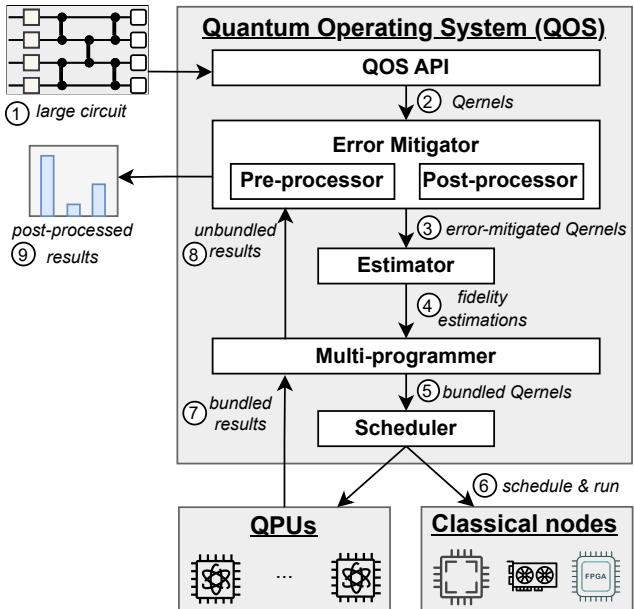 Quantum Operating System (QOS)
QOS API
① large circuit
② Qernels
Error Mitigator
Pre-processor
Post-processor
post-processed
⑨ results
unbundled
⑧ results
③ error-mitigated Qernels
Estimator
④ fidelity
estimations
Multi-programmer
⑤ bundled Qernels
⑦ bundled
results
Scheduler
⑥ schedule & run
QPUs
...
Classical nodes
FPGA